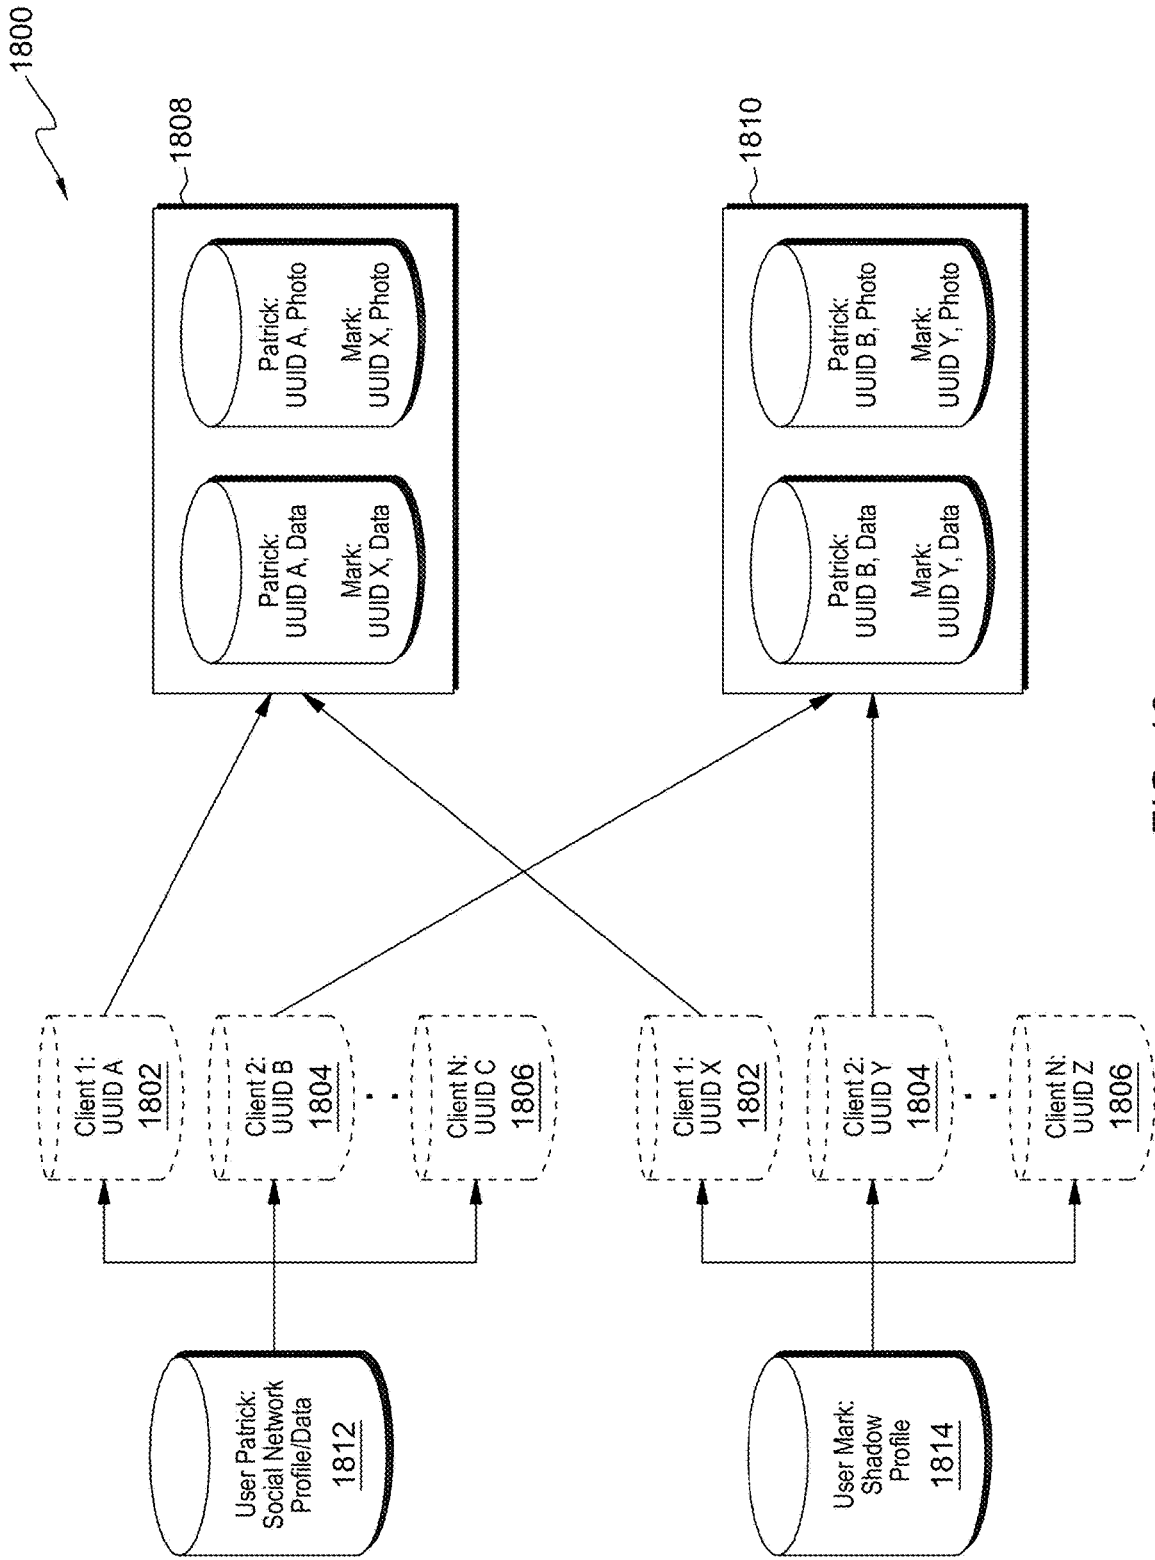 1800
Client 1:
UUID A
1802
1808
User Patrick:
Social Network
Profile/Data
1812
Client 2:
UUID B
1804
Patrick:
UUID A, Data
Mark:
UUID X, Data
Patrick:
UUID A, Photo
Mark:
UUID X, Photo
Client N:
UUID C
1806
Client 1:
UUID X
1802
1810
User Mark:
Shadow
Profile
1814
Client 2:
UUID Y
1804
Patrick:
UUID B, Data
Mark:
UUID Y, Data
Patrick:
UUID B, Photo
Mark:
UUID Y, Photo
Client N:
UUID Z
1806